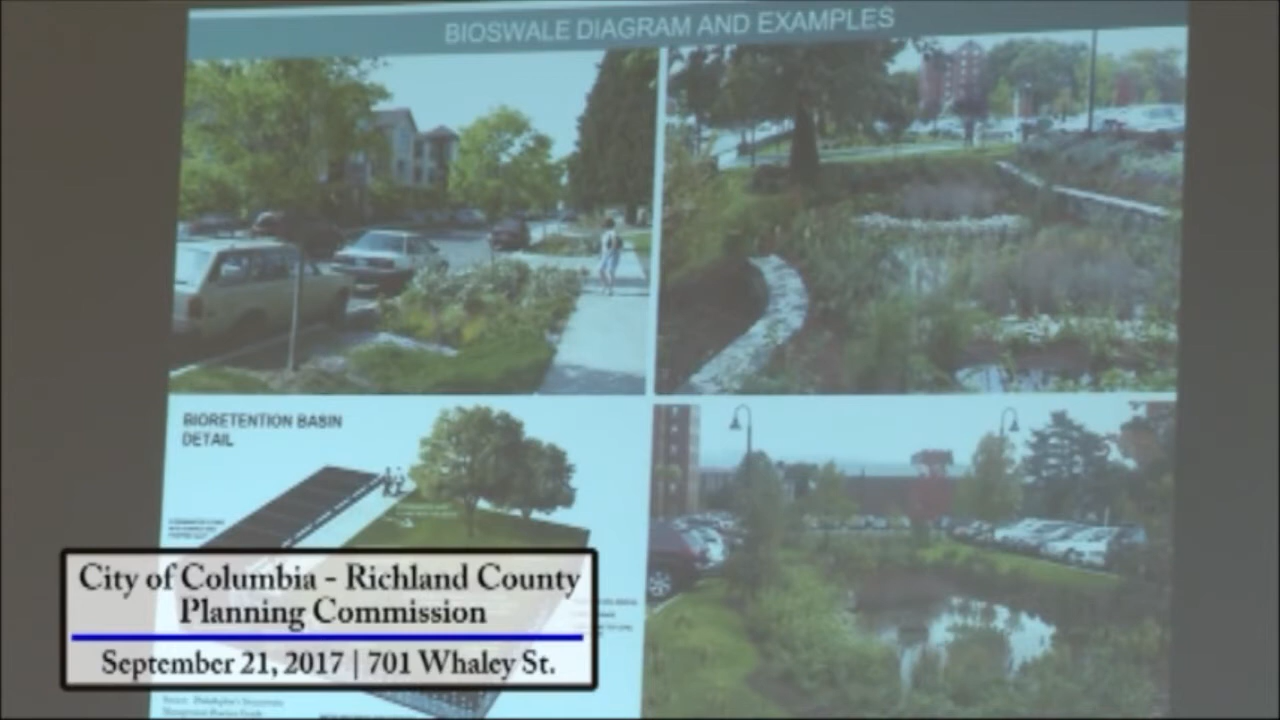 BIOSWALE DIAGRAM AND EXAMPLES
BIORETENTION BASIN
DETAIL
City of Columbia - Richland County
Planning Commission
September 21, 2017 | 701 Whaley St.